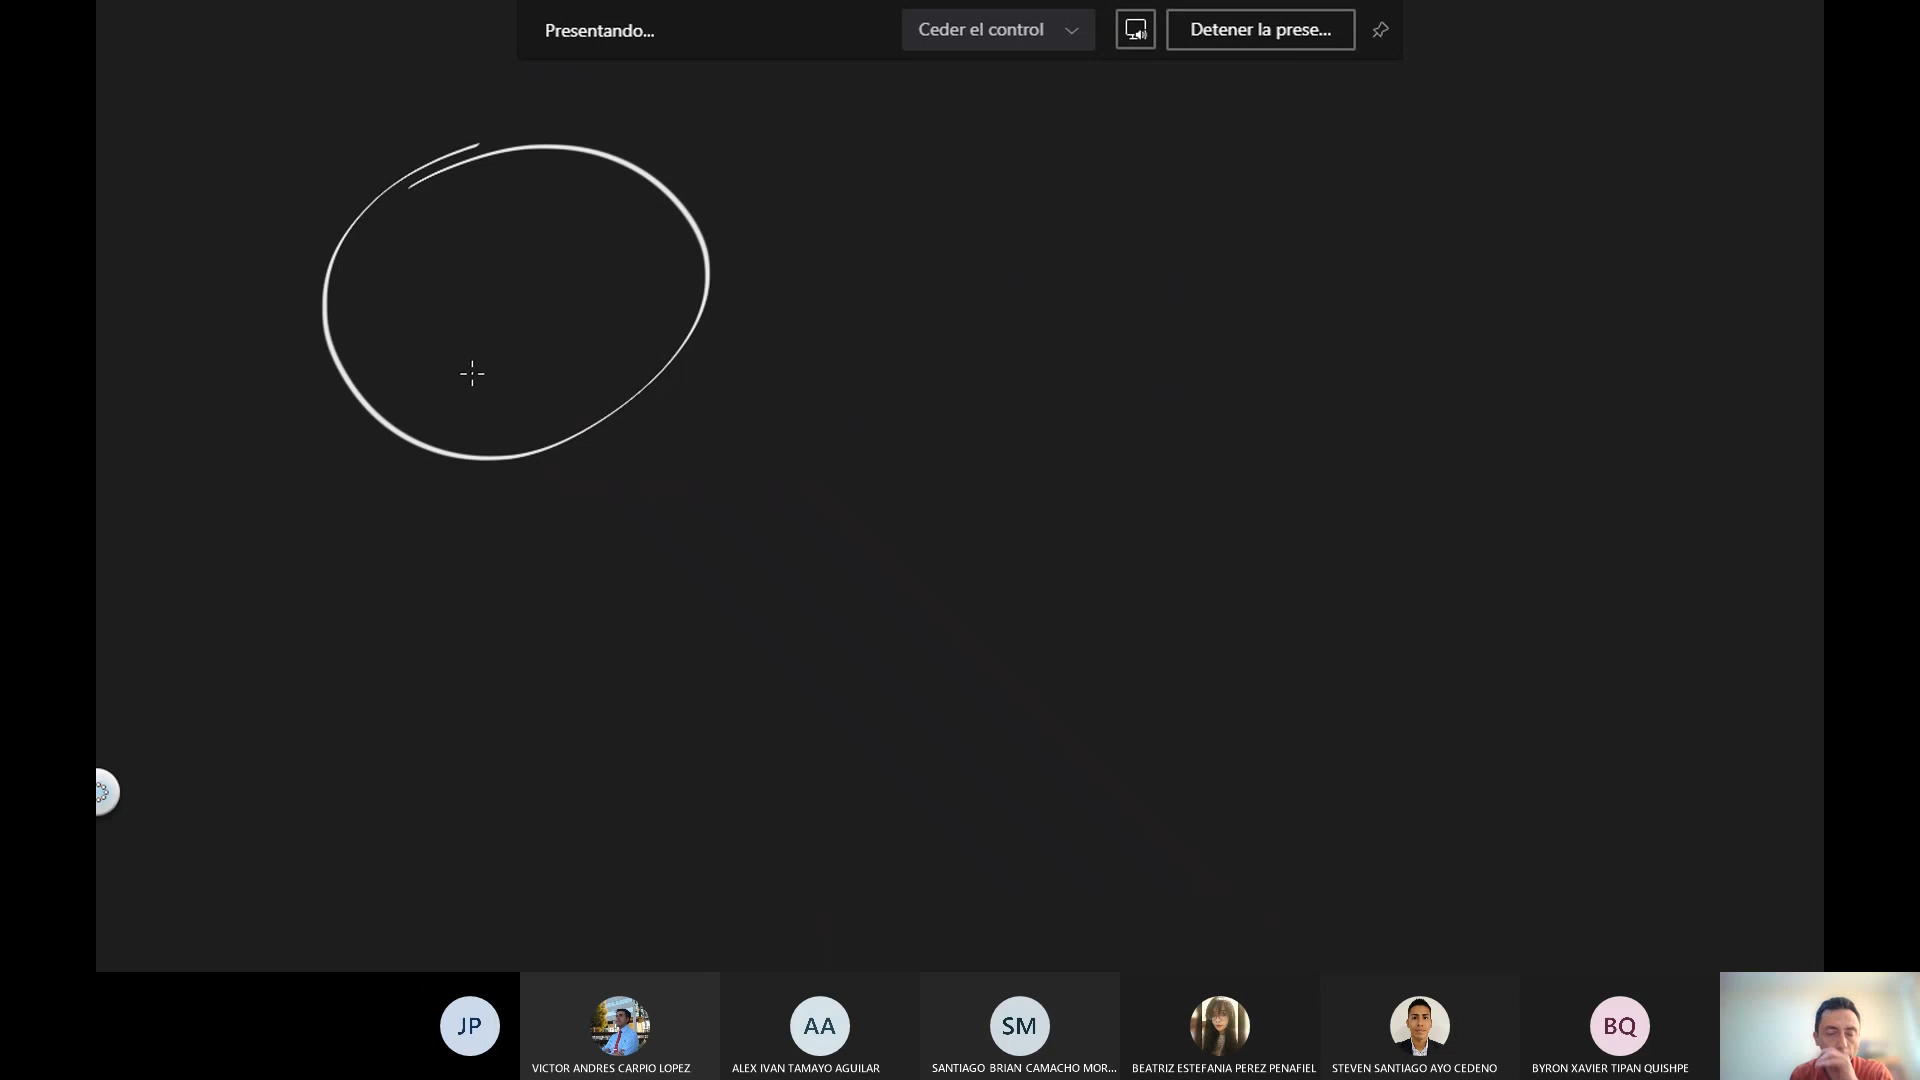 Presentando...
Ceder el control
Detener la prese...
JP
AA
SM
BQ
VICTOR ANDRES CARPIO LOPEZ
ALEX IVAN TAMAYO AGUILAR
SANTIAGO BRIAN CAMACHO MOR...
BEATRIZ ESTEFANIA PEREZ PENAFIEL
STEVEN SANTIAGO AYO CEDENO
BYRON XAVIER TIPAN QUISHPE